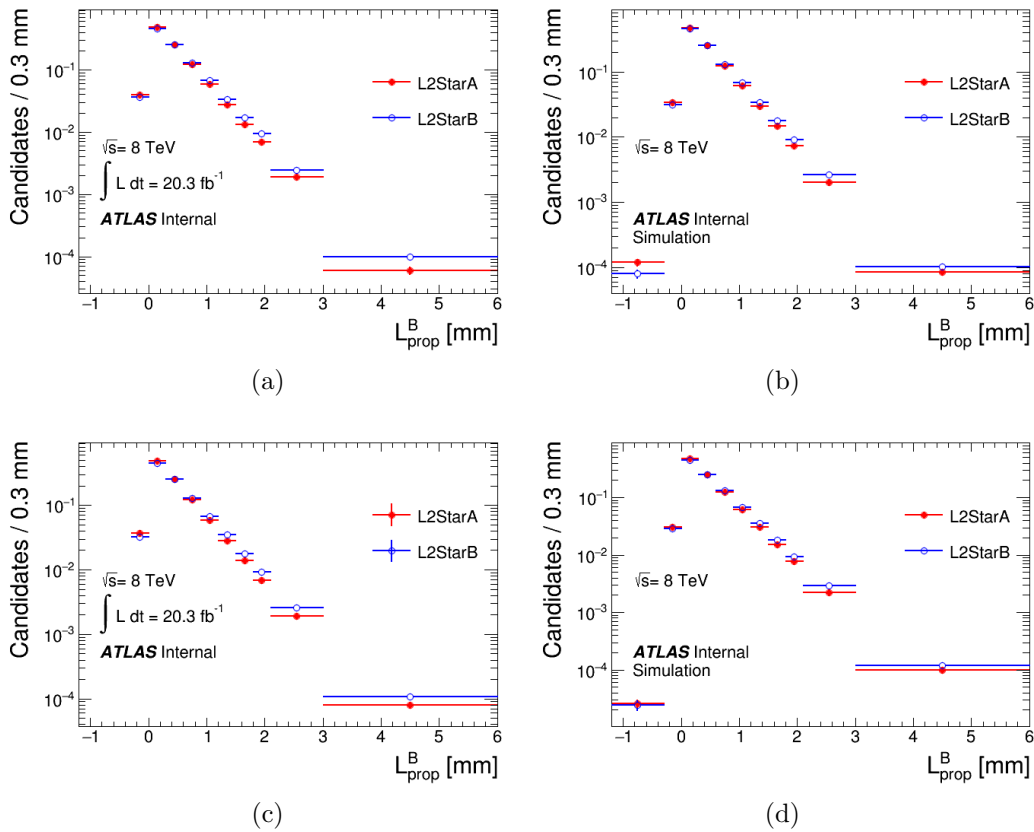 Candidates / 0.3 mm
10⁻¹
10⁻²
10⁻³
10⁻⁴
L2StarA
L2StarB
√s= 8 TeV
∫ L dt = 20.3 fb⁻¹
ATLAS Internal
−1 0 1 2 3 4 5 6
L^B_prop [mm]
(a)
Candidates / 0.3 mm
10⁻¹
10⁻²
10⁻³
10⁻⁴
L2StarA
L2StarB
√s= 8 TeV
ATLAS Internal
Simulation
−1 0 1 2 3 4 5 6
L^B_prop [mm]
(b)
Candidates / 0.3 mm
10⁻¹
10⁻²
10⁻³
10⁻⁴
L2StarA
L2StarB
√s= 8 TeV
∫ L dt = 20.3 fb⁻¹
ATLAS Internal
−1 0 1 2 3 4 5 6
L^B_prop [mm]
(c)
Candidates / 0.3 mm
10⁻¹
10⁻²
10⁻³
10⁻⁴
L2StarA
L2StarB
√s= 8 TeV
ATLAS Internal
Simulation
−1 0 1 2 3 4 5 6
L^B_prop [mm]
(d)